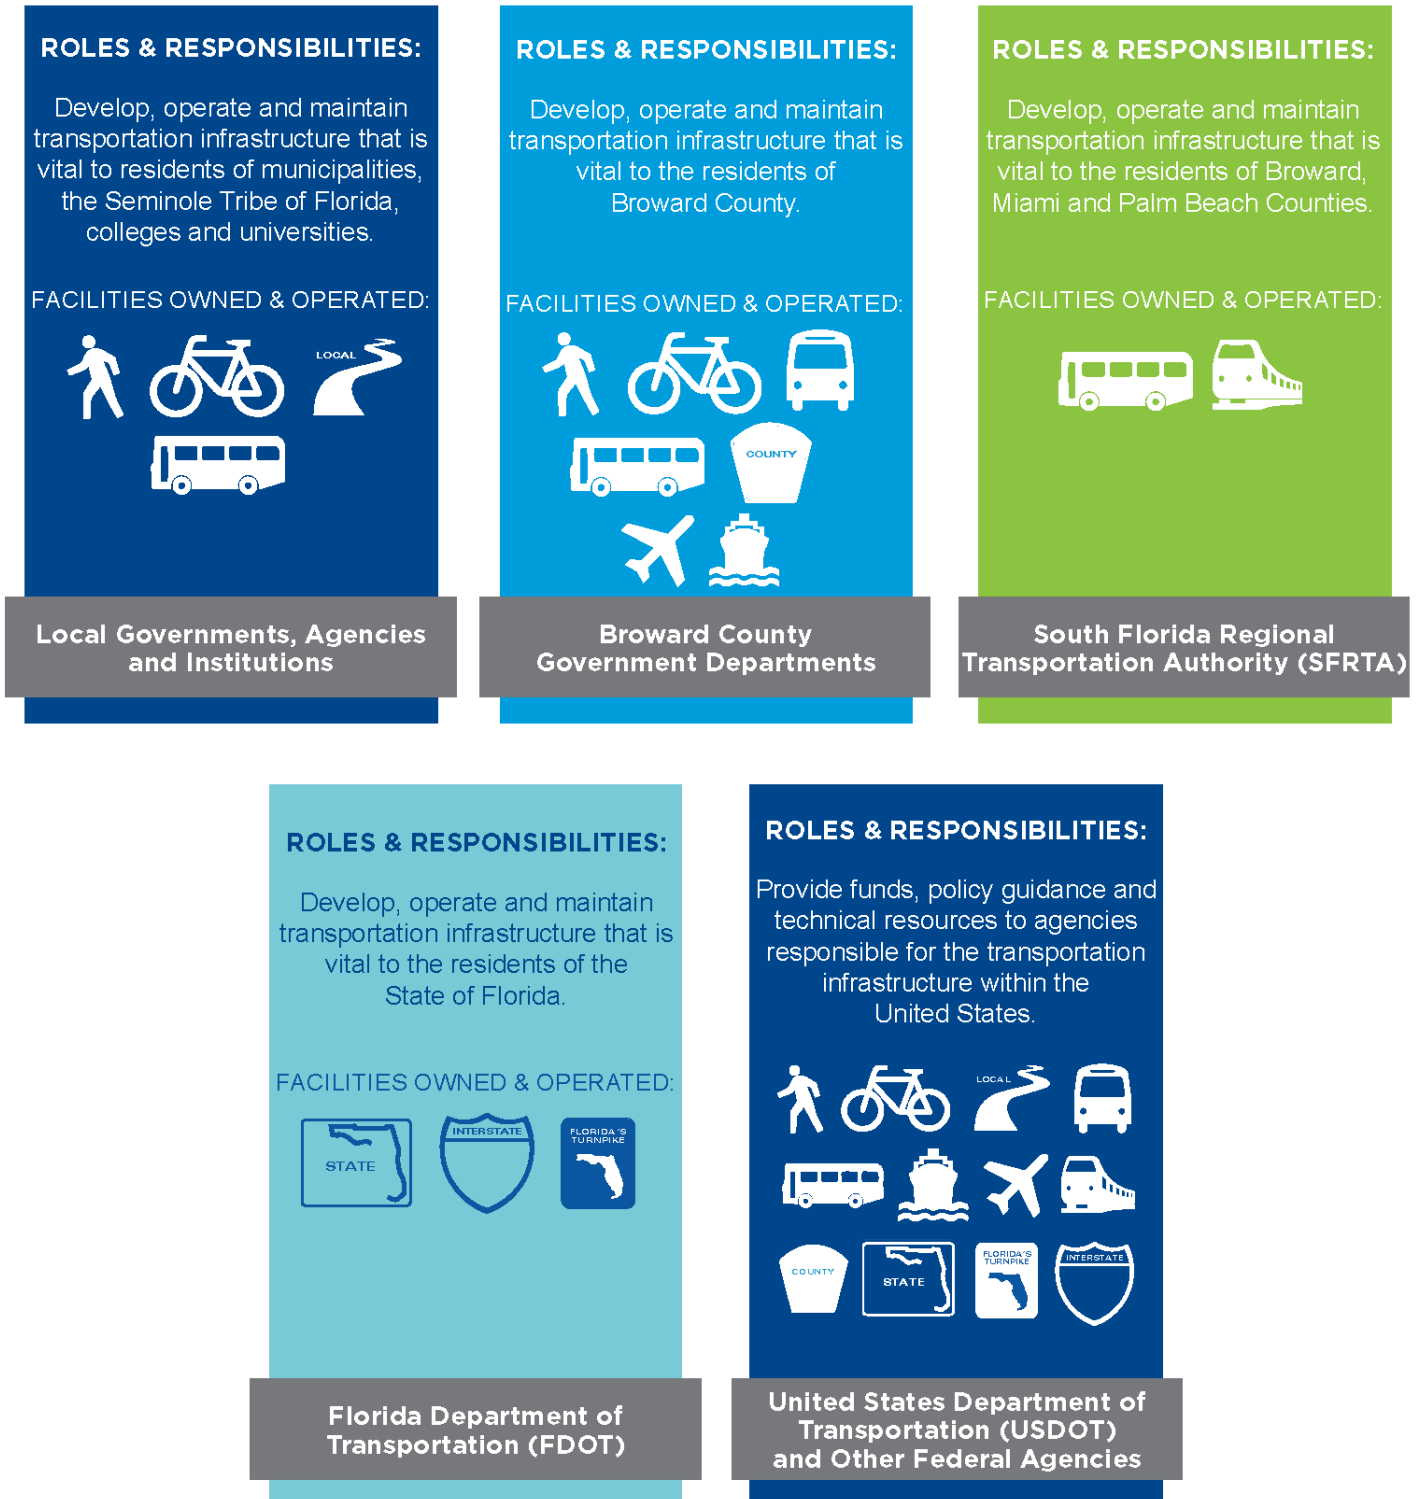 ROLES & RESPONSIBILITIES:
Develop, operate and maintain
transportation infrastructure that is
vital to residents of municipalities,
the Seminole Tribe of Florida,
colleges and universities.
FACILITIES OWNED & OPERATED:
LOCAL
Local Governments, Agencies
and Institutions
ROLES & RESPONSIBILITIES:
Develop, operate and maintain
transportation infrastructure that is
vital to the residents of
Broward County.
FACILITIES OWNED & OPERATED:
COUNTY
Broward County
Government Departments
ROLES & RESPONSIBILITIES:
Develop, operate and maintain
transportation infrastructure that is
vital to the residents of Broward,
Miami and Palm Beach Counties.
FACILITIES OWNED & OPERATED:
South Florida Regional
Transportation Authority (SFRTA)
ROLES & RESPONSIBILITIES:
Develop, operate and maintain
transportation infrastructure that is
vital to the residents of the
State of Florida.
FACILITIES OWNED & OPERATED:
STATE
INTERSTATE
FLORIDA'S
TURNPIKE
Florida Department of
Transportation (FDOT)
ROLES & RESPONSIBILITIES:
Provide funds, policy guidance and
technical resources to agencies
responsible for the transportation
infrastructure within the
United States.
LOCAL
COUNTY
STATE
FLORIDA'S
TURNPIKE
INTERSTATE
United States Department of
Transportation (USDOT)
and Other Federal Agencies